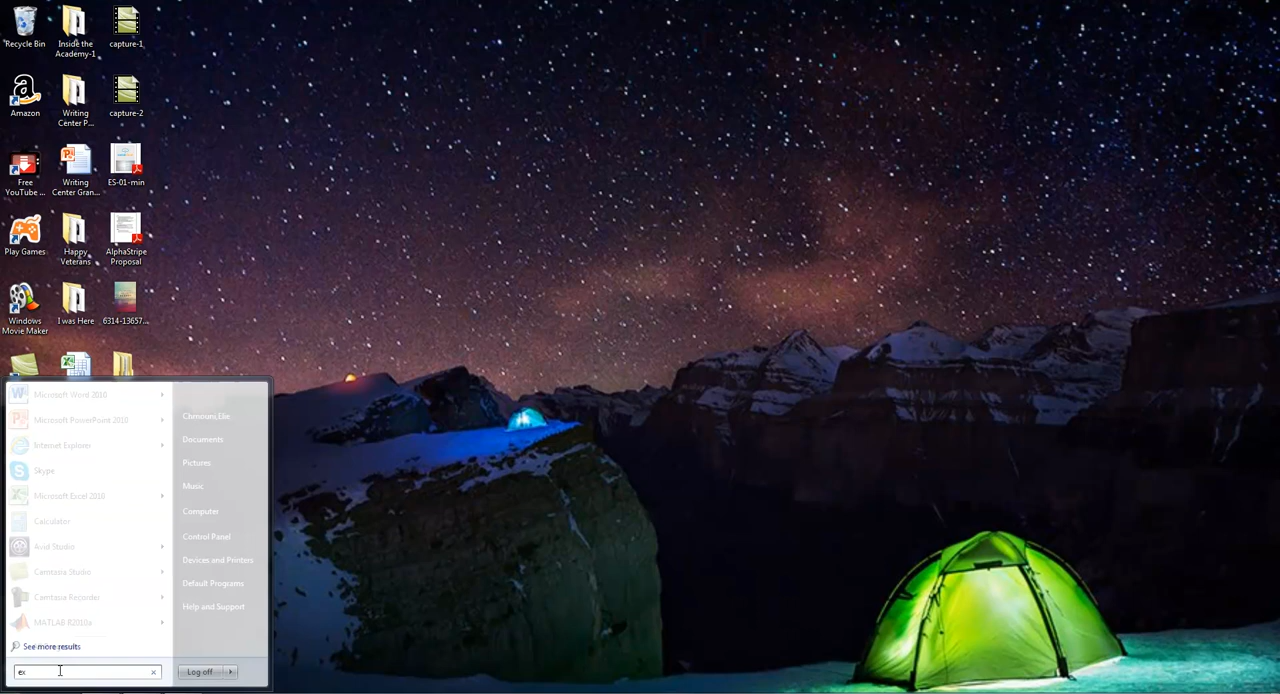 Recycle Bin
Inside the
Academy-1
capture-1
Amazon
Writing
Center P...
capture-2
Free
YouTube ...
Writing
Center Gran...
ES-01-min
Play Games
Happy
Veterans
AlphaStripe
Proposal
Windows
Movie Maker
I was Here
6314-13657...
Microsoft Word 2010
Microsoft PowerPoint 2010
Internet Explorer
Skype
Microsoft Excel 2010
Calculator
Avid Studio
Camtasia Studio
Camtasia Recorder
MATLAB R2010a
See more results
ex
Chmouni,Elie
Documents
Pictures
Music
Computer
Control Panel
Devices and Printers
Default Programs
Help and Support
Log off